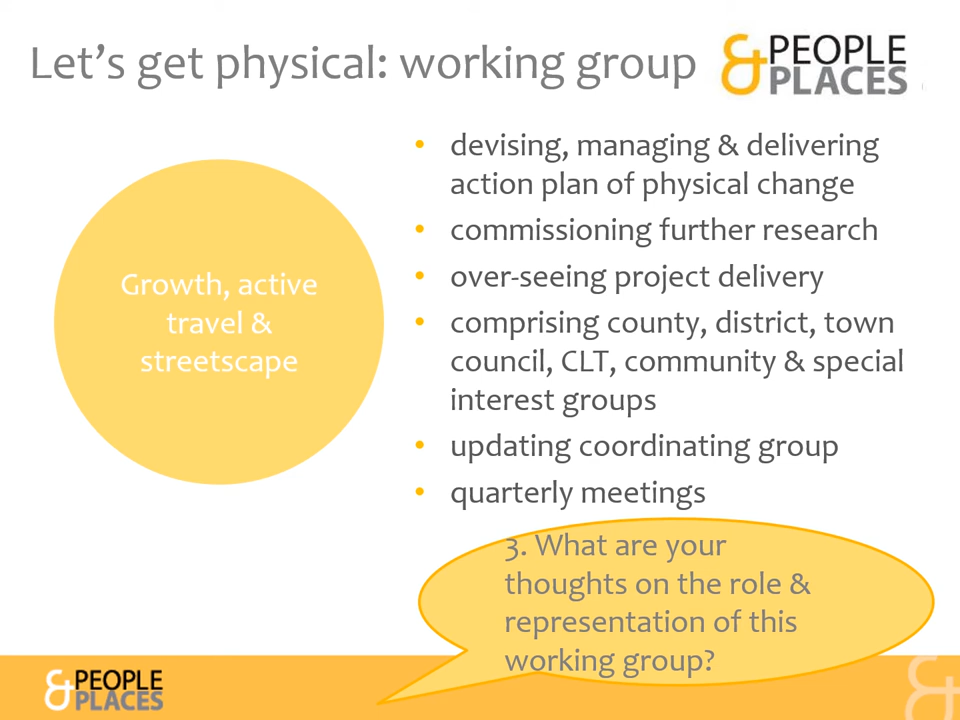 Let's get physical: working group
& PEOPLE
PLACES
• devising, managing & delivering
action plan of physical change
• commissioning further research
• over-seeing project delivery
• comprising county, district, town
council, CLT, community & special
interest groups
• updating coordinating group
• quarterly meetings
Growth, active
travel &
streetscape
3. What are your
thoughts on the role &
representation of this
working group?
& PEOPLE
PLACES
&